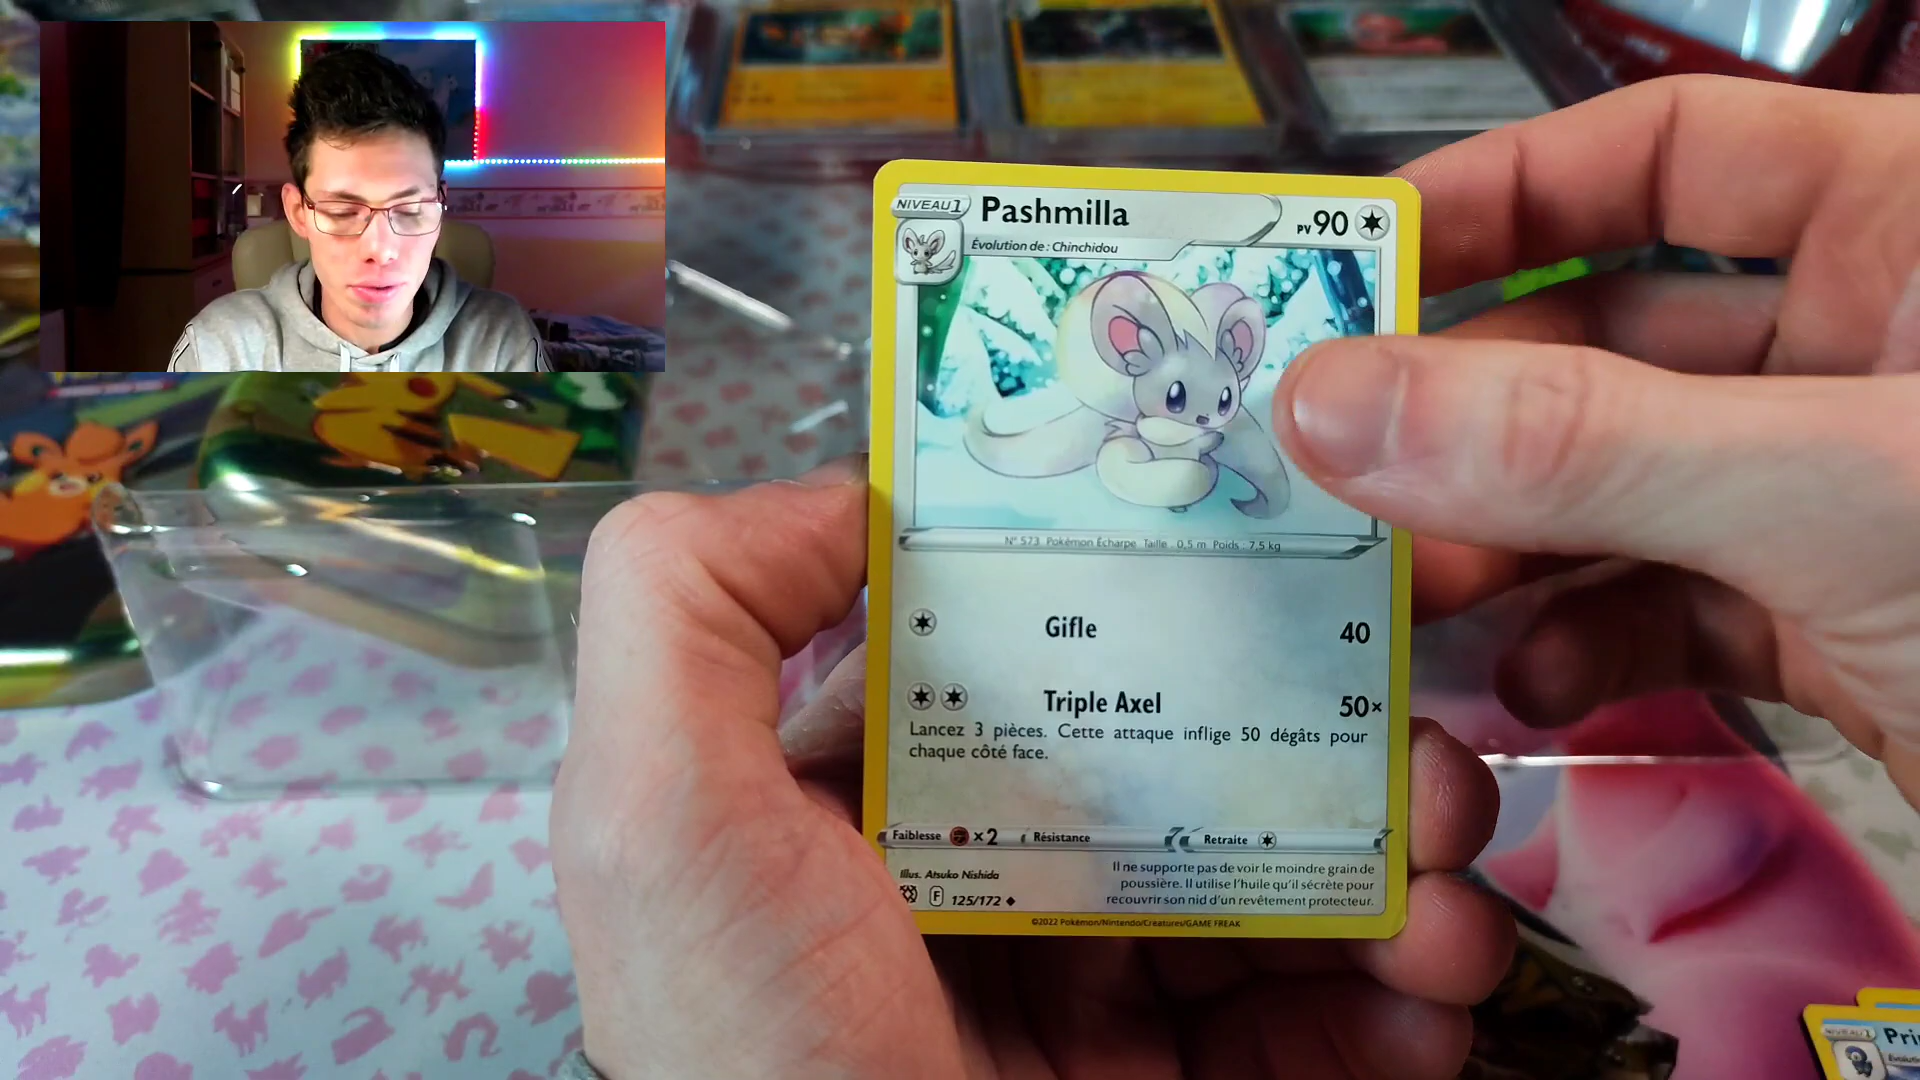 NIVEAU 1 Pashmilla PV 90
Évolution de : Chinchidou
N° 573 Pokémon Écharpe Taille : 0,5 m Poids : 7,5 kg
Gifle 40
Triple Axel 50×
Lancez 3 pièces. Cette attaque inflige 50 dégâts pour
chaque côté face.
Faiblesse ×2 Résistance Retraite
Illus. Atsuko Nishida
F 125/172
Il ne supporte pas de voir le moindre grain de
poussière. Il utilise l'huile qu'il sécrète pour
recouvrir son nid d'un revêtement protecteur.
©2022 Pokémon/Nintendo/Creatures/GAME FREAK
NIVEAU 1